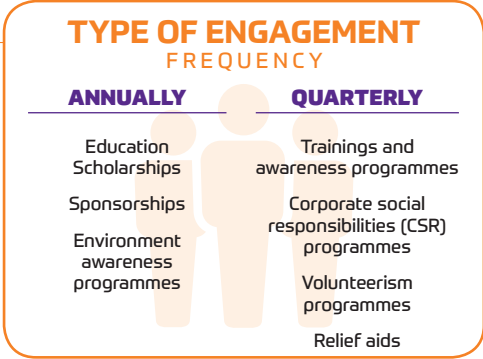 TYPE OF ENGAGEMENT
FREQUENCY
ANNUALLY
Education
Scholarships
Sponsorships
Environment
awareness
programmes
QUARTERLY
Trainings and
awareness programmes
Corporate social
responsibilities (CSR)
programmes
Volunteerism
programmes
Relief aids